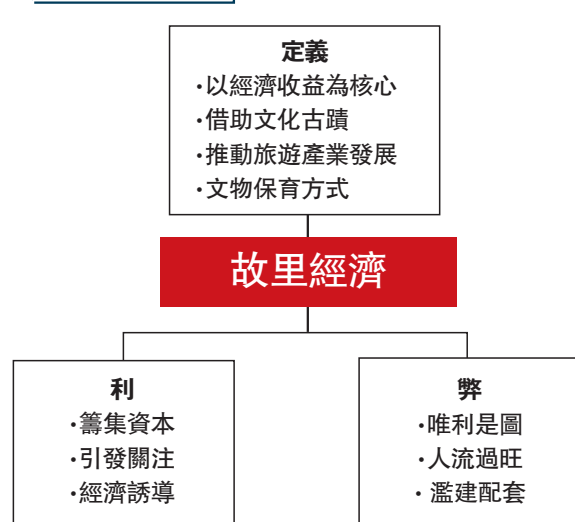 定義
·以經濟收益為核心
·借助文化古蹟
·推動旅遊產業發展
·文物保育方式
故里經濟
利
·籌集資本
·引發關注
·經濟誘導
弊
·唯利是圖
·人流過旺
·濫建配套